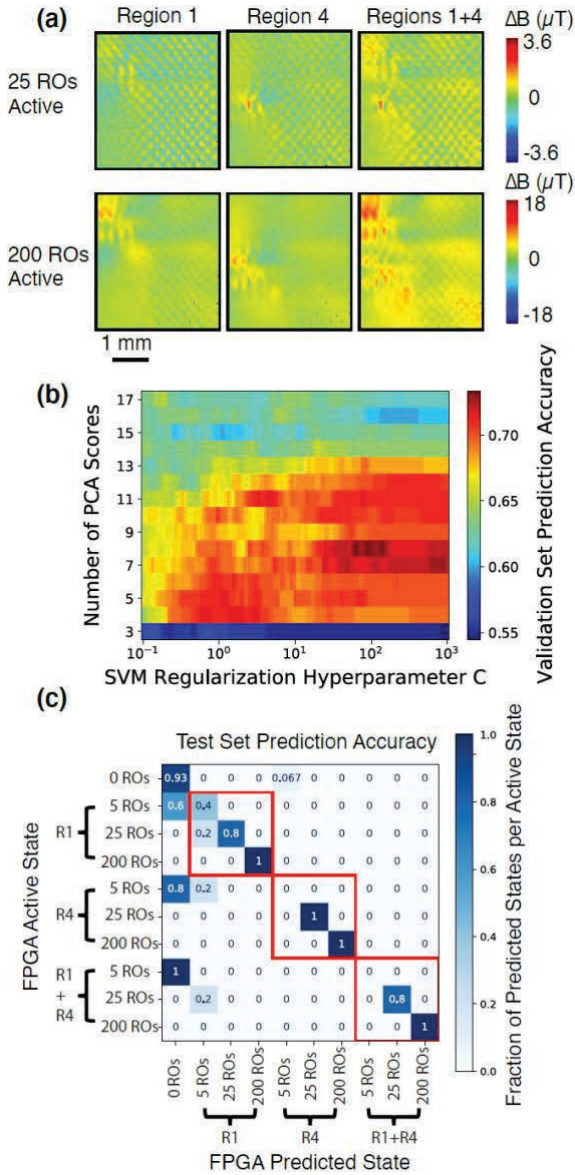 (a)
Region 1 Region 4 Regions 1+4
ΔB (μT)
25 ROs
Active
3.6
0
-3.6
ΔB (μT)
200 ROs
Active
18
0
-18
1 mm
(b)
Number of PCA Scores
17
15
13
11
9
7
5
3
10⁻¹ 10⁰ 10¹ 10² 10³
SVM Regularization Hyperparameter C
0.70
0.65
0.60
0.55
Validation Set Prediction Accuracy
(c)
Test Set Prediction Accuracy
FPGA Active State
0 ROs 0.93 0 0 0 0.067 0 0 0 0 0
R1
5 ROs 0.6 0.4 0 0 0 0 0 0 0 0
25 ROs 0 0.2 0.8 0 0 0 0 0 0 0
200 ROs 0 0 0 1 0 0 0 0 0 0
R4
5 ROs 0.8 0.2 0 0 0 0 0 0 0 0
25 ROs 0 0 0 0 0 1 0 0 0 0
200 ROs 0 0 0 0 0 0 1 0 0 0
R1
+
R4
5 ROs 1 0 0 0 0 0 0 0 0 0
25 ROs 0 0.2 0 0 0 0 0 0 0.8 0
200 ROs 0 0 0 0 0 0 0 0 0 1
0 ROs 5 ROs 25 ROs 200 ROs 5 ROs 25 ROs 200 ROs 5 ROs 25 ROs 200 ROs
R1 R4 R1+R4
FPGA Predicted State
1.0
0.8
0.6
0.4
0.2
0.0
Fraction of Predicted States per Active State